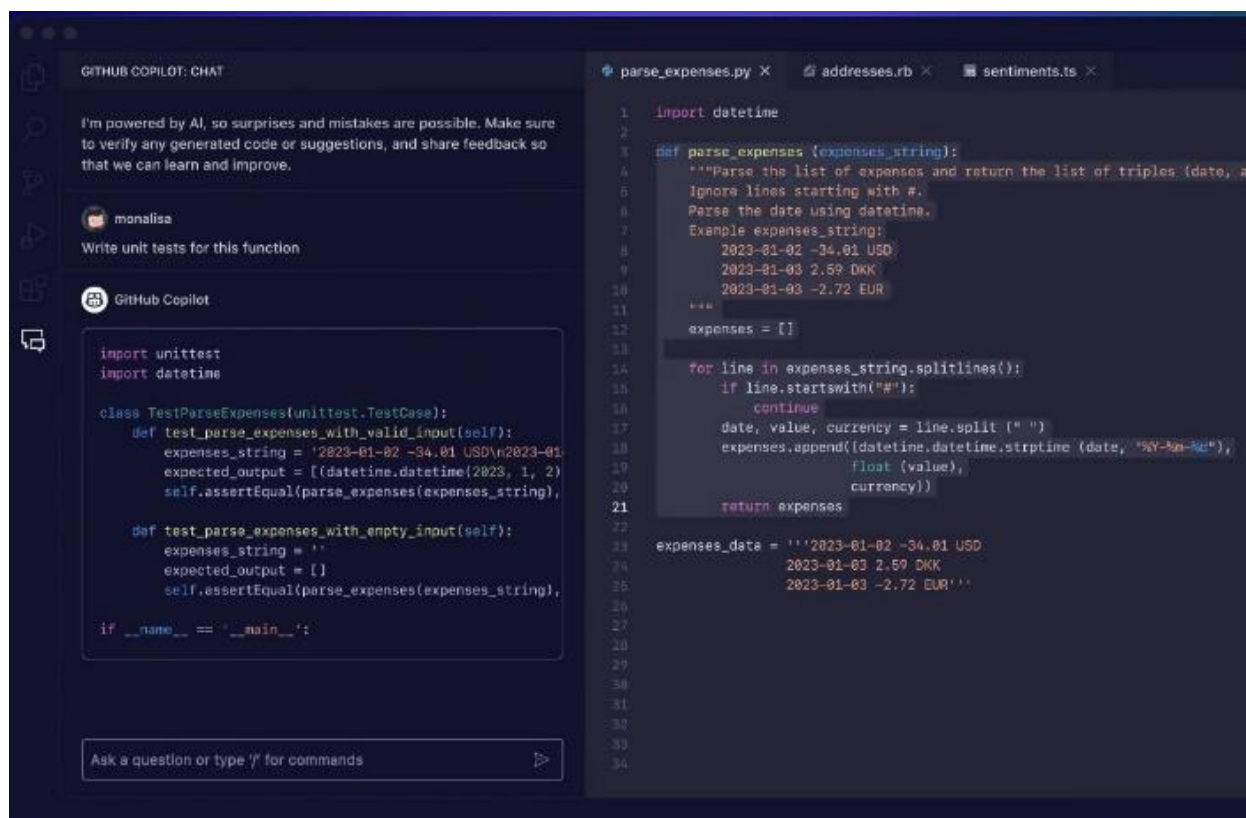 GITHUB COPILOT: CHAT
I'm powered by AI, so surprises and mistakes are possible. Make sure
to verify any generated code or suggestions, and share feedback so
that we can learn and improve.
monalisa
Write unit tests for this function
GitHub Copilot
import unittest
import datetime
class TestParseExpenses(unittest.TestCase):
def test_parse_expenses_with_valid_input(self):
expenses_string = '2023-01-02 -34.01 USD\n2023-01
expected_output = [(datetime.datetime(2023, 1, 2)
self.assertEqual(parse_expenses(expenses_string),
def test_parse_expenses_with_empty_input(self):
expenses_string = ''
expected_output = []
self.assertEqual(parse_expenses(expenses_string),
if __name__ == '__main__':
Ask a question or type '/' for commands
parse_expenses.py ×
addresses.rb ×
sentiments.ts ×
1 import datetime
2
3 def parse_expenses (expenses_string):
4 """Parse the list of expenses and return the list of triples (date, a
5 Ignore lines starting with #.
6 Parse the date using datetime.
7 Example expenses_string:
8 2023-01-02 -34.01 USD
9 2023-01-03 2.59 DKK
10 2023-01-03 -2.72 EUR
11 """
12 expenses = []
13
14 for line in expenses_string.splitlines():
15 if line.startswith("#"):
16 continue
17 date, value, currency = line.split (" ")
18 expenses.append((datetime.datetime.strptime (date, "%Y-%m-%d"),
19 float (value),
20 currency))
21 return expenses
22
23 expenses_data = '''2023-01-02 -34.01 USD
24 2023-01-03 2.59 DKK
25 2023-01-03 -2.72 EUR'''
26
27
28
29
30
31
32
33
34